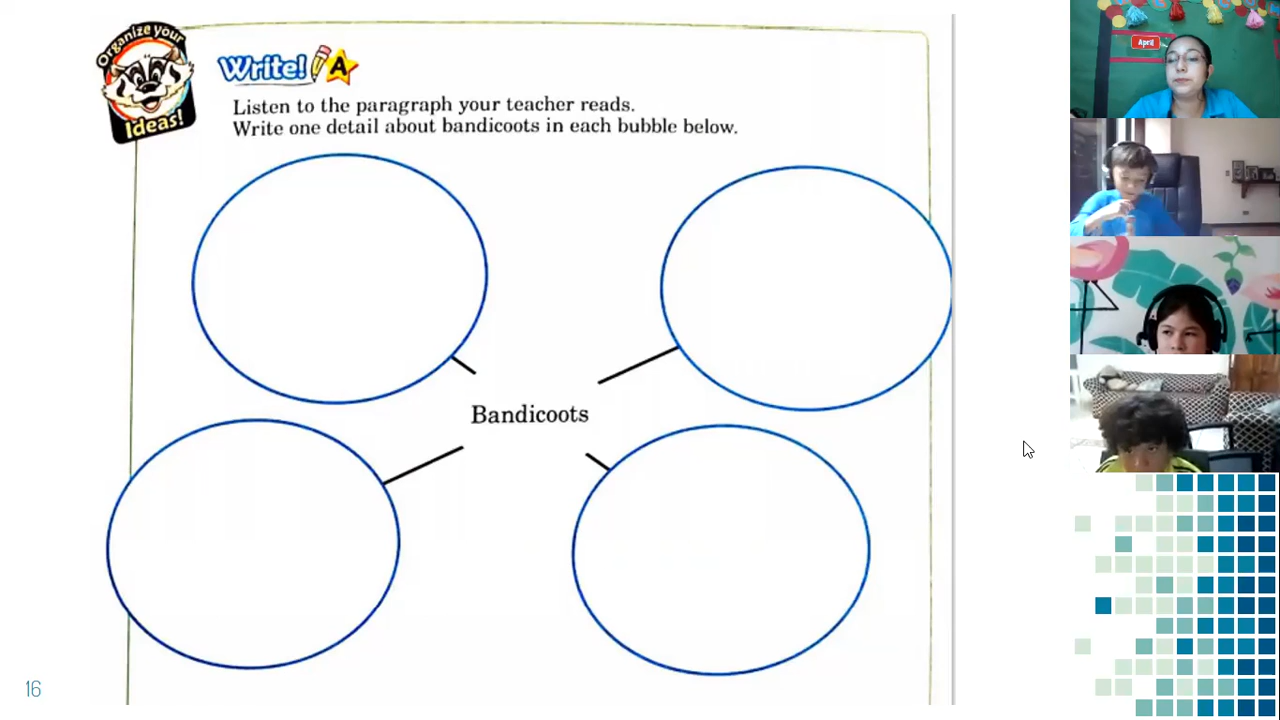 Organize your
Ideas!
Write! A
Listen to the paragraph your teacher reads.
Write one detail about bandicoots in each bubble below.
Bandicoots
16
April